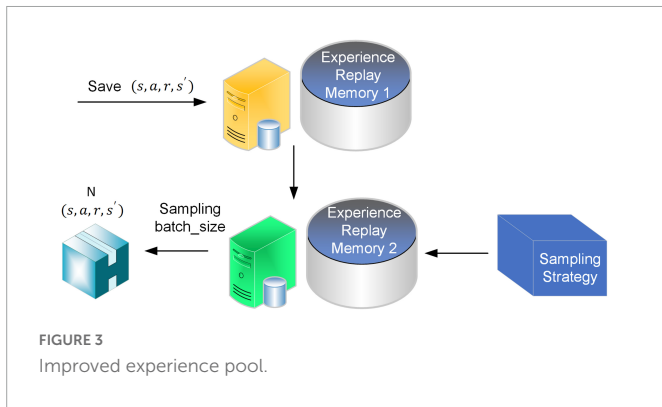 Experience
Replay
Memory 1
Save (s,a,r,s′)
N
(s,a,r,s′)
Sampling
batch_size
Experience
Replay
Memory 2
Sampling
Strategy
FIGURE 3
Improved experience pool.